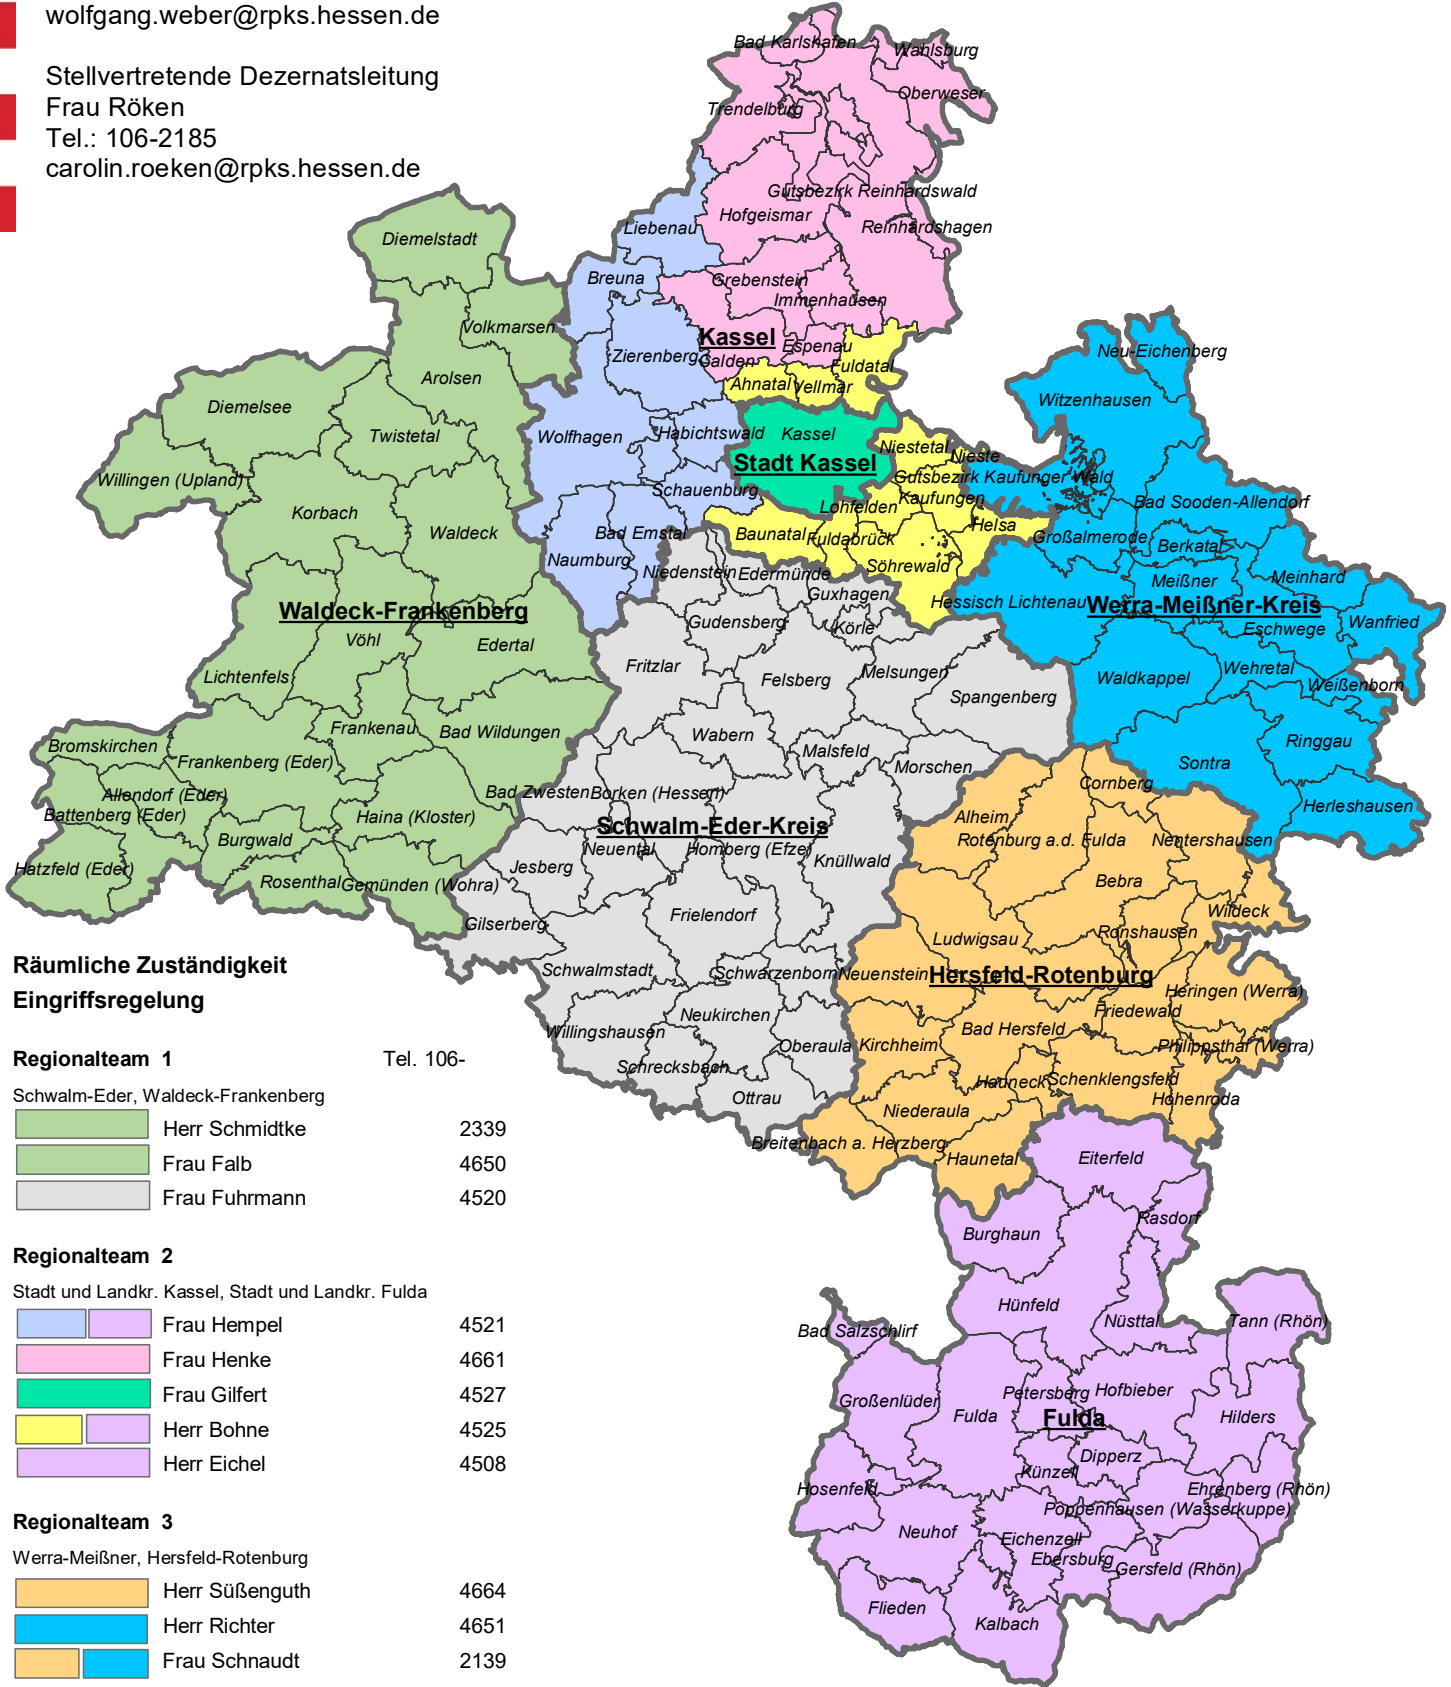 wolfgang.weber@rpks.hessen.de
Stellvertretende Dezernatsleitung
Frau Röken
Tel.: 106-2185
carolin.roeken@rpks.hessen.de
Bad Karlshafen
Wahlsburg
Oberweser
Trendelburg
Gutsbezirk Reinhardswald
Hofgeismar
Reinhardshagen
Liebenau
Diemelstadt
Breuna
Grebenstein
Immenhausen
Volkmarsen
Kassel
Espenau
Zierenberg
Calden
Fuldatal
Neu-Eichenberg
Arolsen
Ahnatal
Vellmar
Witzenhausen
Diemelsee
Twistetal
Wolfhagen
Habichtswald
Kassel
Niestetal
Nieste
Stadt Kassel
Willingen (Upland)
Gutsbezirk Kaufunger Wald
Schauenburg
Kaufungen
Bad Sooden-Allendorf
Korbach
Lohfelden
Waldeck
Bad Emstal
Baunatal
Fuldabrück
Helsa
Großalmerode
Berkatal
Naumburg
Niedenstein
Edermünde
Söhrewald
Meißner
Meinhard
Guxhagen
Hessisch Lichtenau
Werra-Meißner-Kreis
Waldeck-Frankenberg
Gudensberg
Körle
Eschwege
Wanfried
Vöhl
Edertal
Fritzlar
Felsberg
Melsungen
Wehretal
Lichtenfels
Waldkappel
Weißenborn
Spangenberg
Frankenau
Bad Wildungen
Wabern
Malsfeld
Ringgau
Bromskirchen
Frankenberg (Eder)
Morschen
Sontra
Allendorf (Eder)
Bad Zwesten
Borken (Hessen)
Cornberg
Herleshausen
Battenberg (Eder)
Haina (Kloster)
Alheim
Schwalm-Eder-Kreis
Burgwald
Neuental
Homberg (Efze)
Rotenburg a.d. Fulda
Nentershausen
Hatzfeld (Eder)
Jesberg
Knüllwald
Rosenthal
Gemünden (Wohra)
Bebra
Gilserberg
Frielendorf
Wildeck
Ludwigsau
Ronshausen
Räumliche Zuständigkeit
Eingriffsregelung
Schwalmstadt
Schwarzenborn
Neuenstein
Hersfeld-Rotenburg
Heringen (Werra)
Neukirchen
Friedewald
Willingshausen
Oberaula
Kirchheim
Bad Hersfeld
Philippsthal (Werra)
Schrecksbach
Hauneck
Schenklengsfeld
Ottrau
Niederaula
Hohenroda
Breitenbach a. Herzberg
Haunetal
Eiterfeld
Regionalteam 1 Tel. 106-
Schwalm-Eder, Waldeck-Frankenberg
Herr Schmidtke 2339
Frau Falb 4650
Frau Fuhrmann 4520
Burghaun
Rasdorf
Regionalteam 2
Stadt und Landkr. Kassel, Stadt und Landkr. Fulda
Frau Hempel 4521
Frau Henke 4661
Frau Gilfert 4527
Herr Bohne 4525
Herr Eichel 4508
Hünfeld
Nüsttal
Tann (Rhön)
Bad Salzschlirf
Großenlüder
Petersberg
Hofbieber
Fulda
Fulda
Hilders
Künzell
Dipperz
Hosenfeld
Ehrenberg (Rhön)
Poppenhausen (Wasserkuppe)
Neuhof
Eichenzell
Ebersburg
Gersfeld (Rhön)
Flieden
Kalbach
Regionalteam 3
Werra-Meißner, Hersfeld-Rotenburg
Herr Süßenguth 4664
Herr Richter 4651
Frau Schnaudt 2139